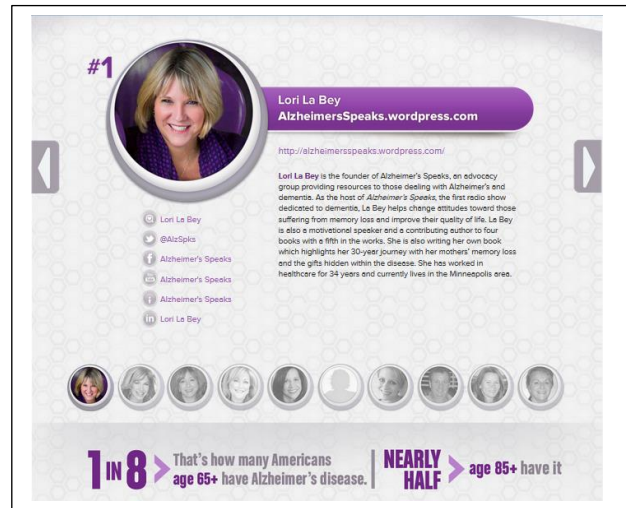 #1
Lori La Bey
AlzheimersSpeaks.wordpress.com
http://alzheimersspeaks.wordpress.com/
Lori La Bey is the founder of Alzheimer's Speaks, an advocacy
group providing resources to those dealing with Alzheimer's and
dementia. As the host of Alzheimer's Speaks, the first radio show
dedicated to dementia, La Bey helps change attitudes toward those
suffering from memory loss and improve their quality of life. La Bey
is also a motivational speaker and a contributing author to four
books with a fifth in the works. She is also writing her own book
which highlights her 30-year journey with her mothers' memory loss
and the gifts hidden within the disease. She has worked in
healthcare for 34 years and currently lives in the Minneapolis area.
Lori La Bey
@AlzSpks
Alzheimer's Speaks
Alzheimer's Speaks
Alzheimer's Speaks
Lori La Bey
1 IN 8
That's how many Americans
age 65+ have Alzheimer's disease.
NEARLY
HALF
age 85+ have it